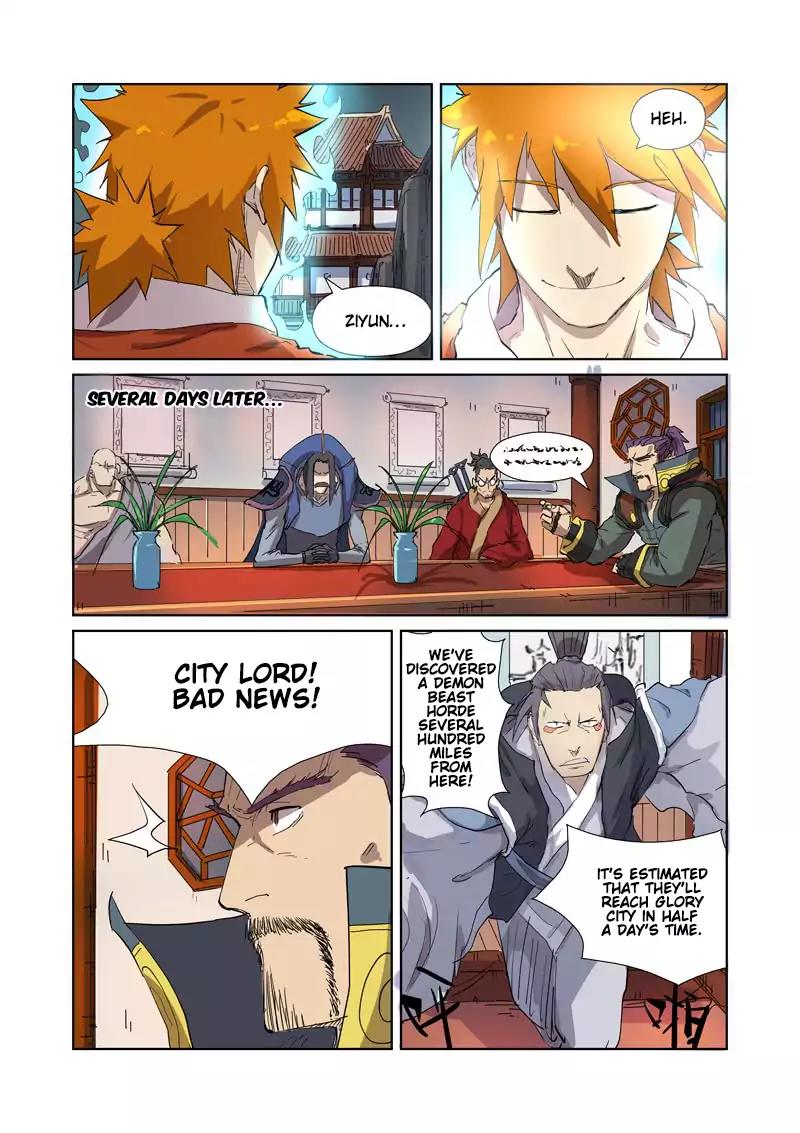 ZIYUN...
HEH.
SEVERAL DAYS LATER...
CITY LORD!
BAD NEWS!
WE'VE
DISCOVERED
A DEMON
BEAST
HORDE
SEVERAL
HUNDRED
MILES
FROM
HERE!
IT'S ESTIMATED
THAT THEY'LL
REACH GLORY
CITY IN HALF
A DAY'S TIME.